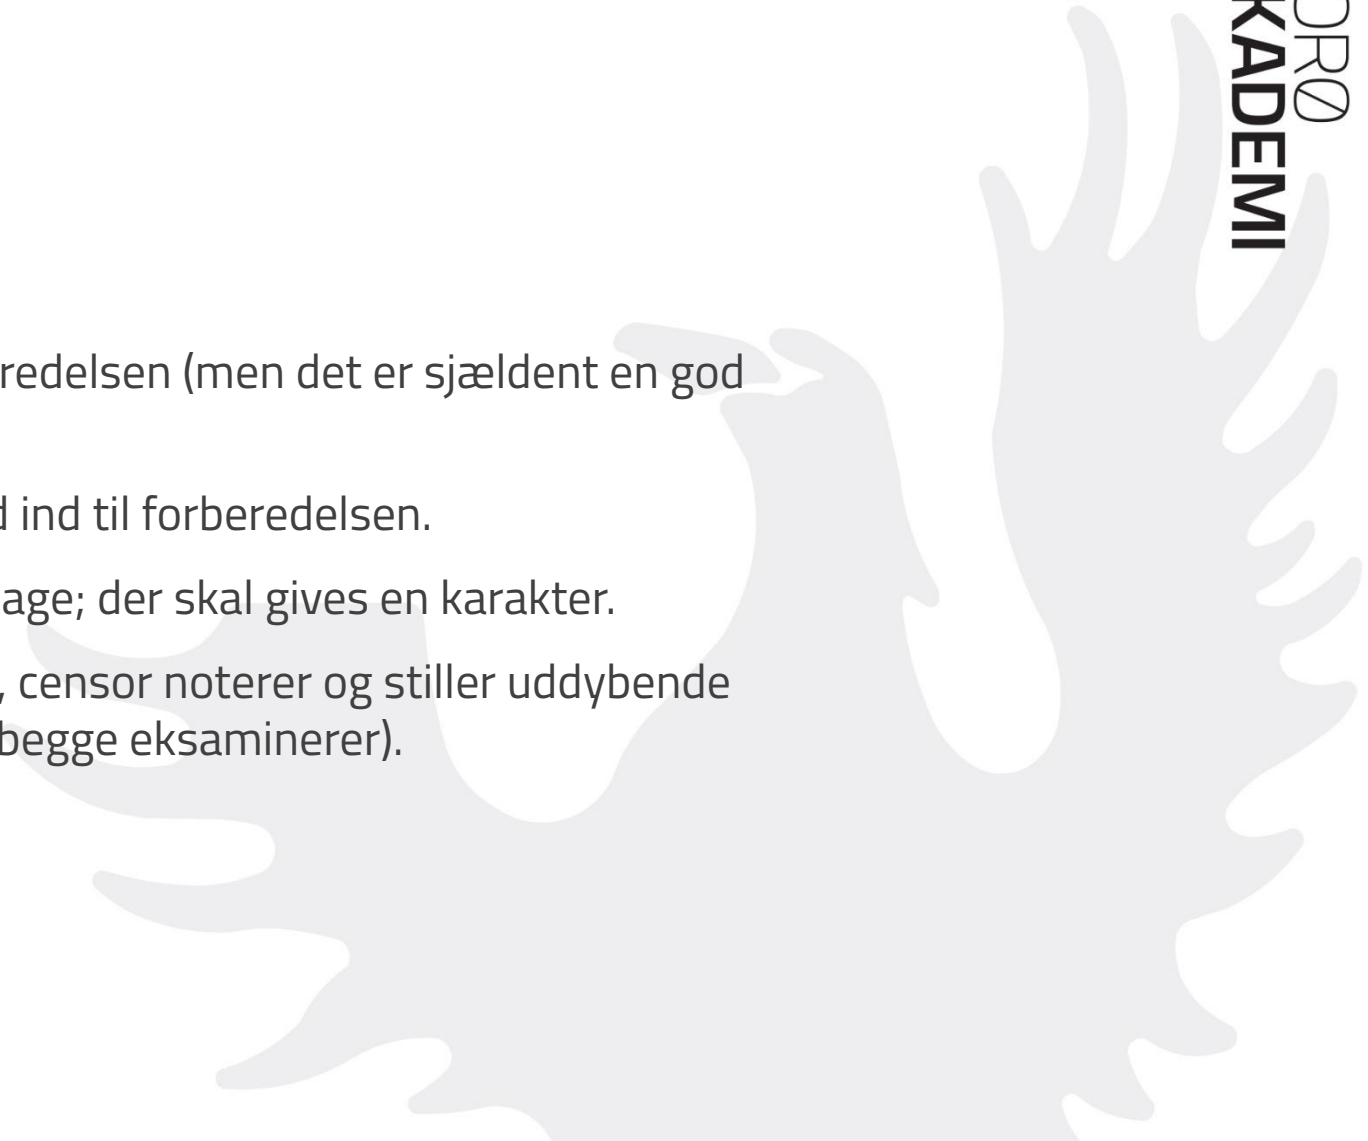 redelsen (men det er sjældent en god
ind til forberedelsen.
age; der skal gives en karakter.
, censor noterer og stiller uddybende
begge eksaminerer).
ORØ
KADEMI